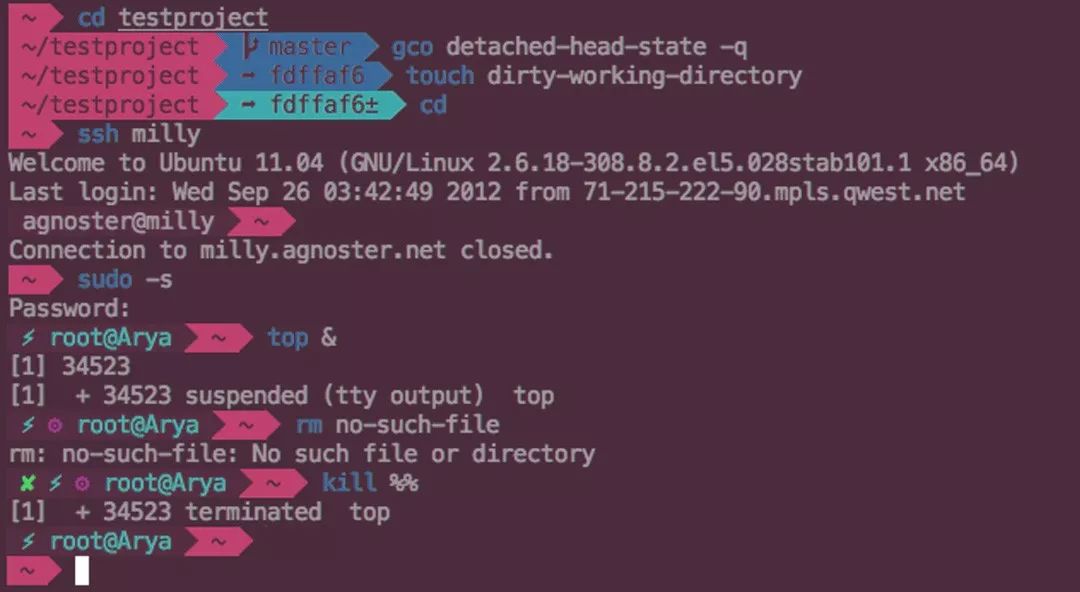 ~ cd testproject
~/testproject master gco detached-head-state -q
~/testproject ➦ fdffaf6 touch dirty-working-directory
~/testproject ➦ fdffaf6± cd
~ ssh milly
Welcome to Ubuntu 11.04 (GNU/Linux 2.6.18-308.8.2.el5.028stab101.1 x86_64)
Last login: Wed Sep 26 03:42:49 2012 from 71-215-222-90.mpls.qwest.net
agnoster@milly ~
Connection to milly.agnoster.net closed.
~ sudo -s
Password:
⚡ root@Arya ~ top &
[1] 34523
[1]  + 34523 suspended (tty output)  top
⚡ ⚙ root@Arya ~ rm no-such-file
rm: no-such-file: No such file or directory
✘ ⚡ ⚙ root@Arya ~ kill %%
[1]  + 34523 terminated  top
⚡ root@Arya ~
~